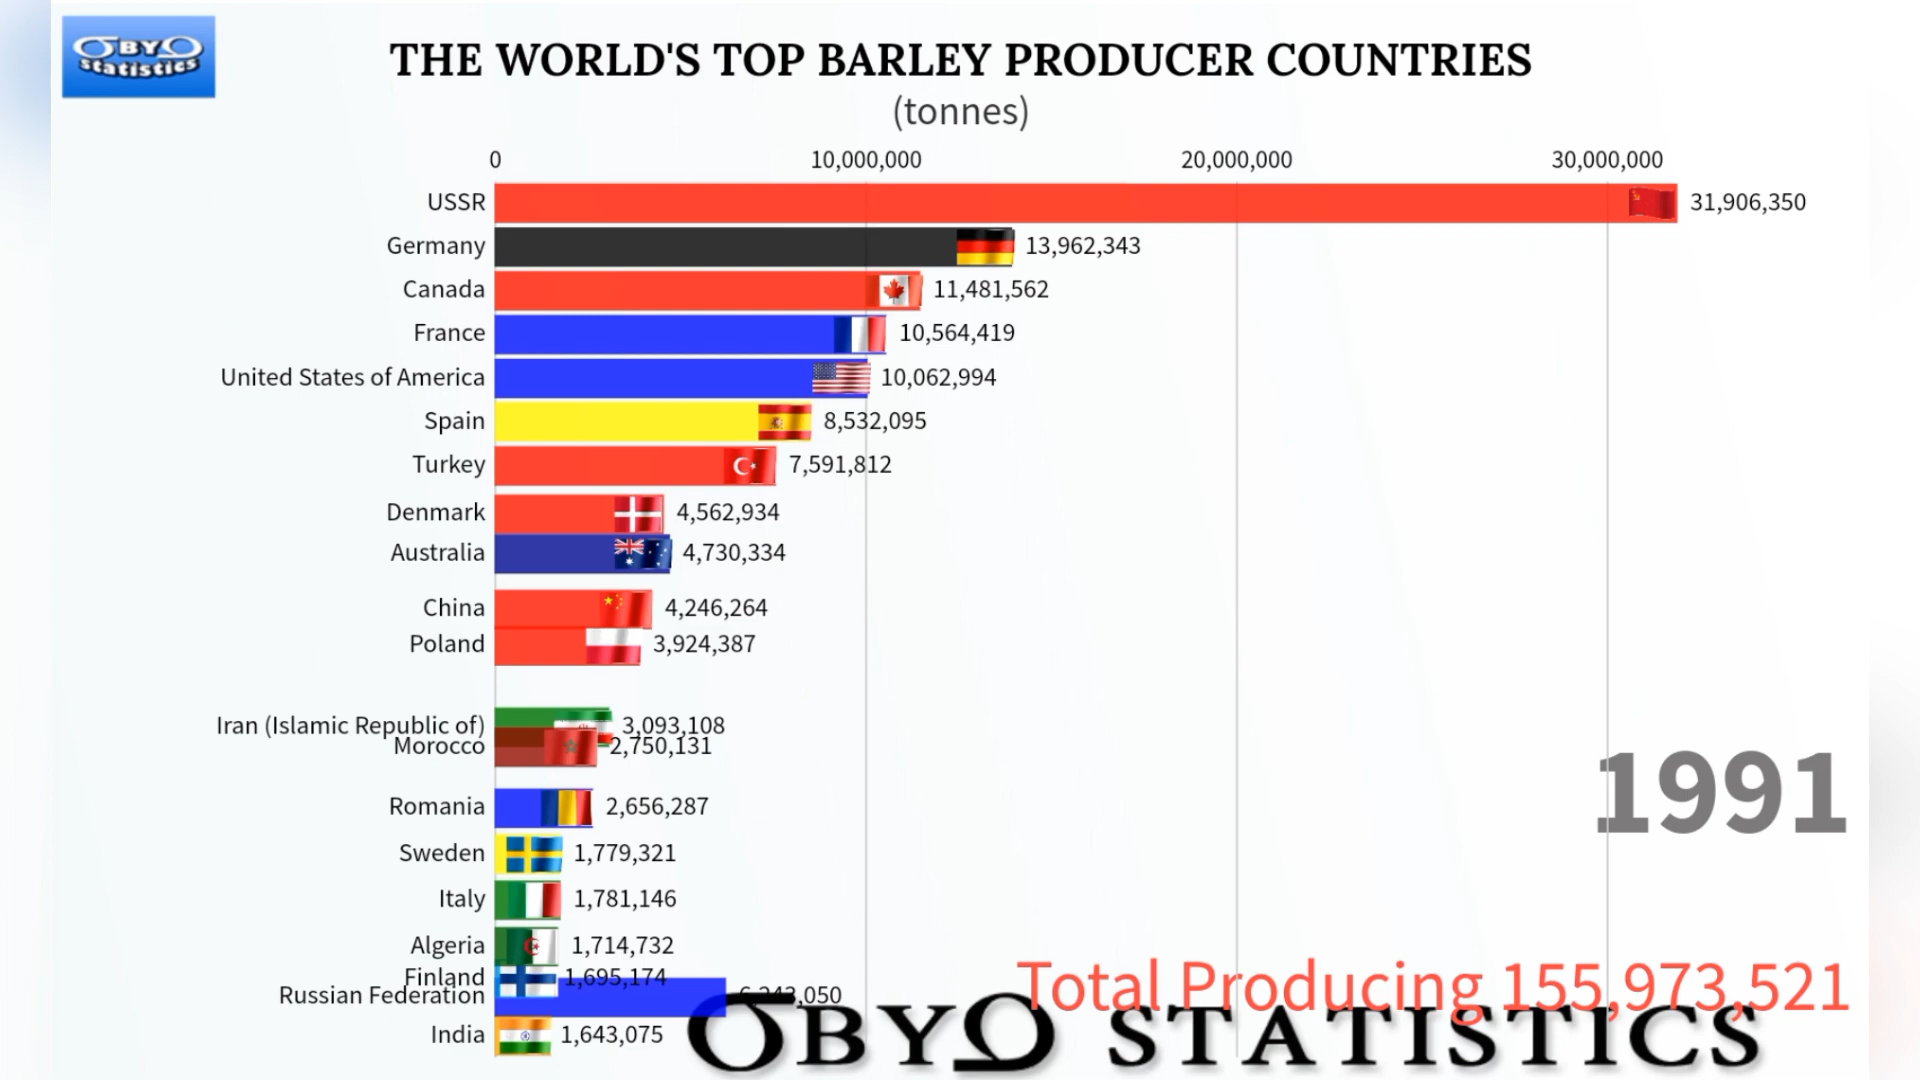 OBYO
statistics
THE WORLD'S TOP BARLEY PRODUCER COUNTRIES
(tonnes)
0 10,000,000 20,000,000 30,000,000
USSR 31,906,350
Germany 13,962,343
Canada 11,481,562
France 10,564,419
United States of America 10,062,994
Spain 8,532,095
Turkey 7,591,812
Denmark 4,562,934
Australia 4,730,334
China 4,246,264
Poland 3,924,387
Iran (Islamic Republic of) 3,093,108
Morocco 2,750,131
1991
Romania 2,656,287
Sweden 1,779,321
Italy 1,781,146
Algeria 1,714,732
Finland 1,695,174
Total Producing 155,973,521
Russian Federation 6,243,050
India 1,643,075
OBYO STATISTICS